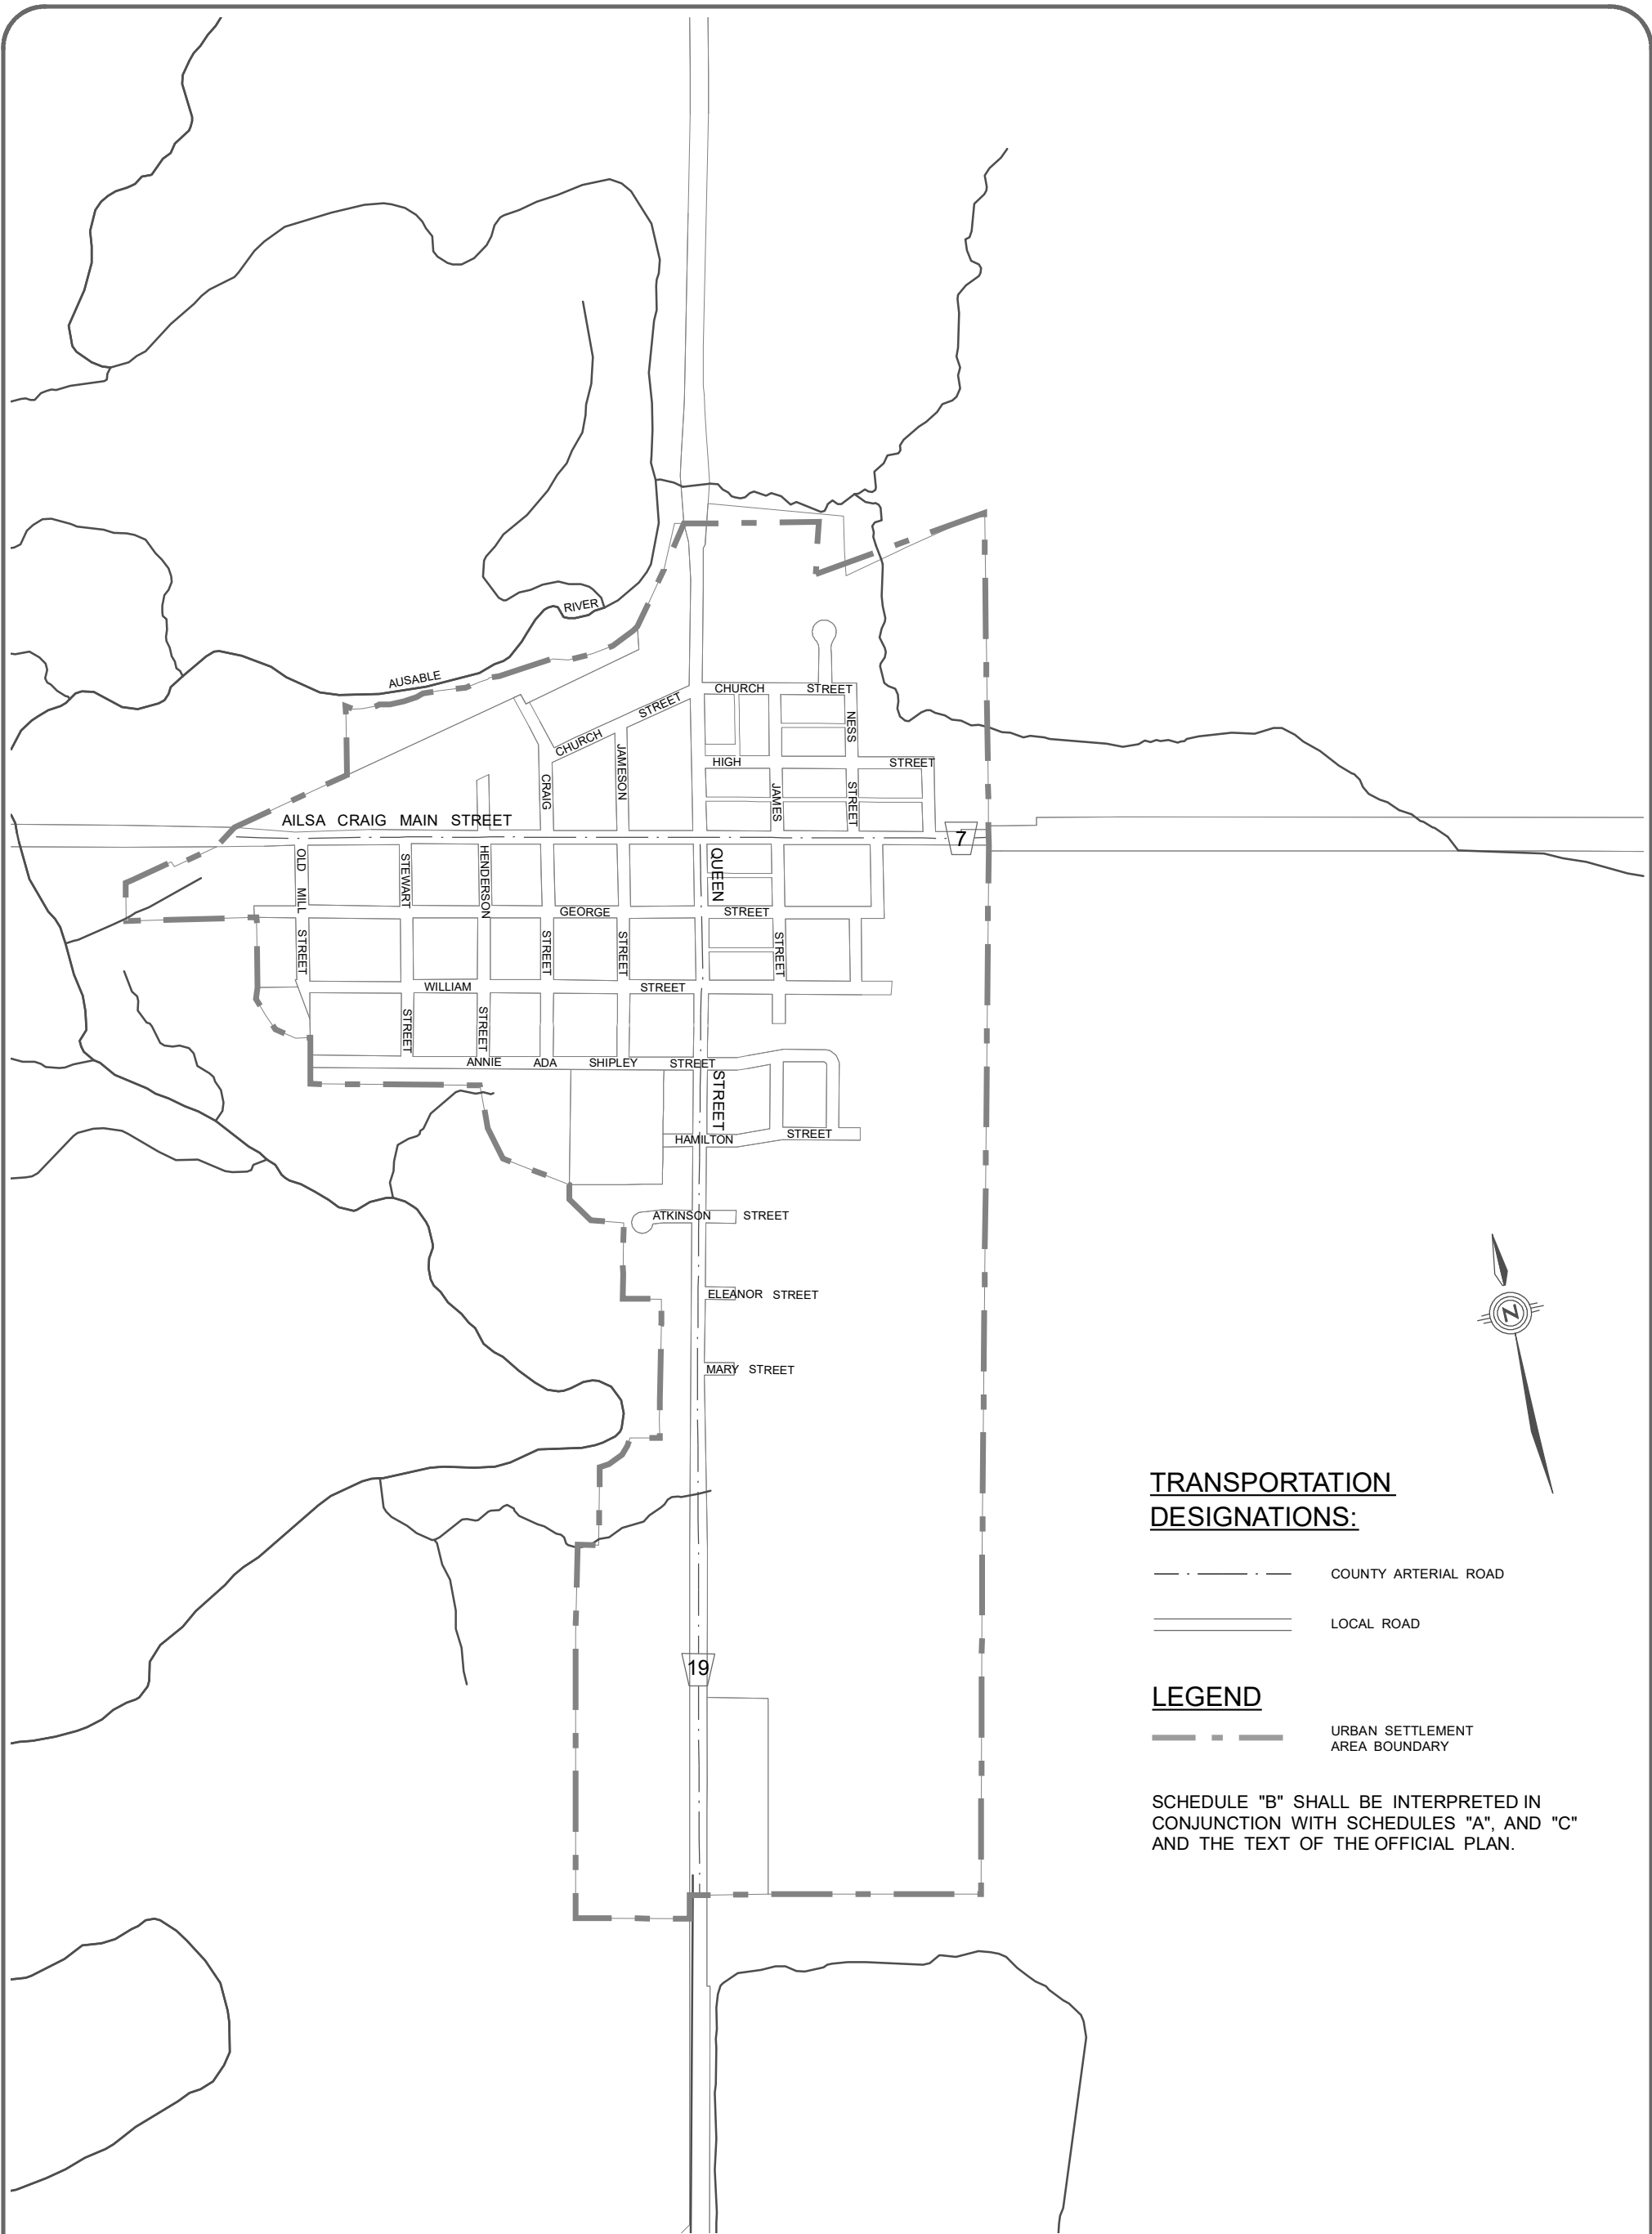 RIVER
AUSABLE
CHURCH STREET
CHURCH STREET
NESS STREET
JAMESON STREET
HIGH STREET
CRAIG STREET
JAMES STREET
AILSA CRAIG MAIN STREET
7
OLD MILL STREET
STEWART STREET
HENDERSON STREET
QUEEN STREET
GEORGE STREET
WILLIAM STREET
ANNIE ADA SHIPLEY STREET
HAMILTON STREET
ATKINSON STREET
ELEANOR STREET
N
MARY STREET
TRANSPORTATION
DESIGNATIONS:
COUNTY ARTERIAL ROAD
LOCAL ROAD
19
LEGEND
URBAN SETTLEMENT
AREA BOUNDARY
SCHEDULE "B" SHALL BE INTERPRETED IN
CONJUNCTION WITH SCHEDULES "A", AND "C"
AND THE TEXT OF THE OFFICIAL PLAN.